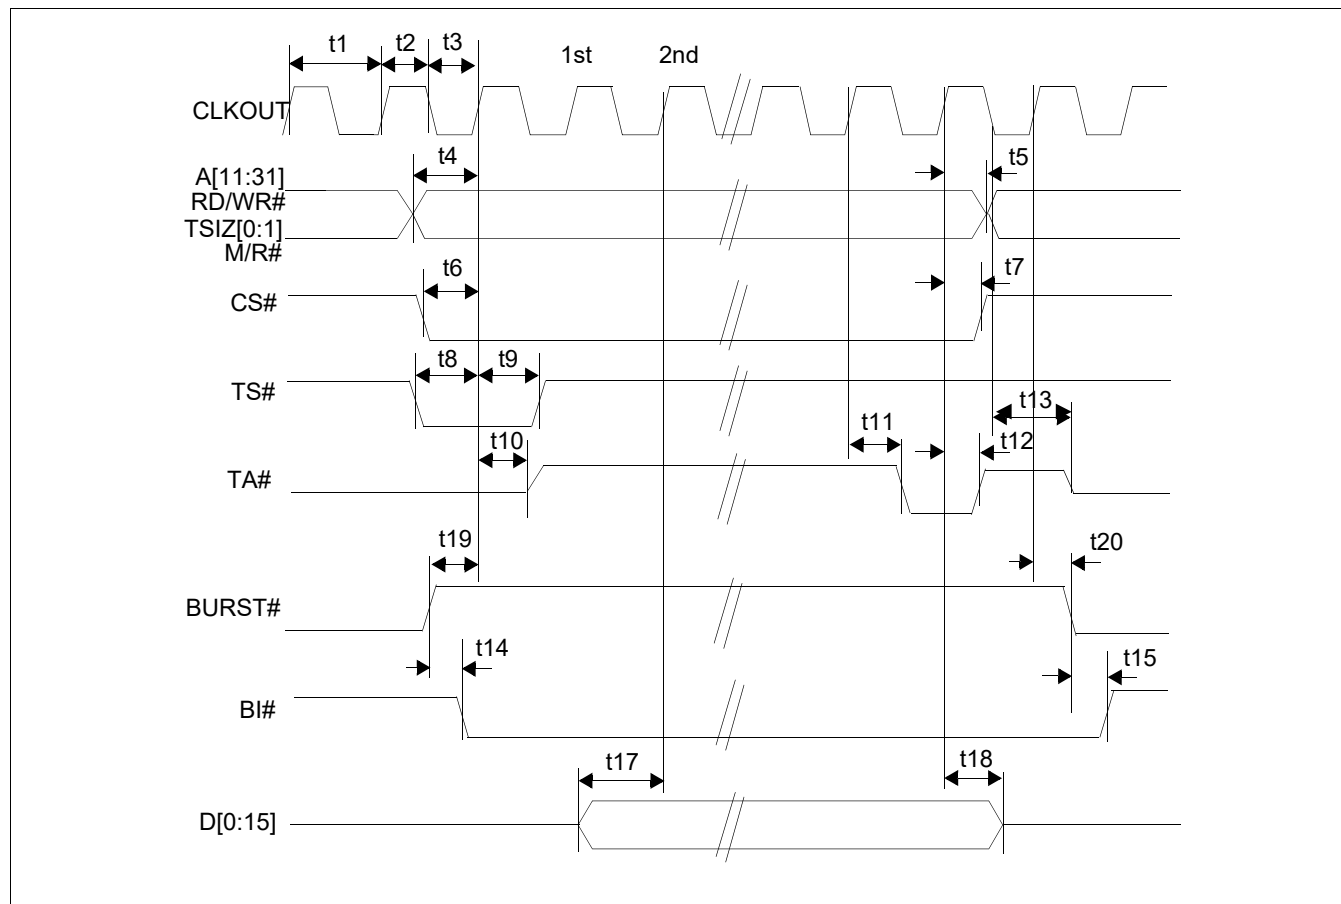 t1 t2 t3 1st 2nd
CLKOUT
t4 t5
A[11:31]
RD/WR#
TSIZ[0:1]
M/R#
t6 t7
CS#
t8 t9
TS#
t13
t10 t11 t12
TA#
t19 t20
BURST#
t14 t15
BI#
t17 t18
D[0:15]